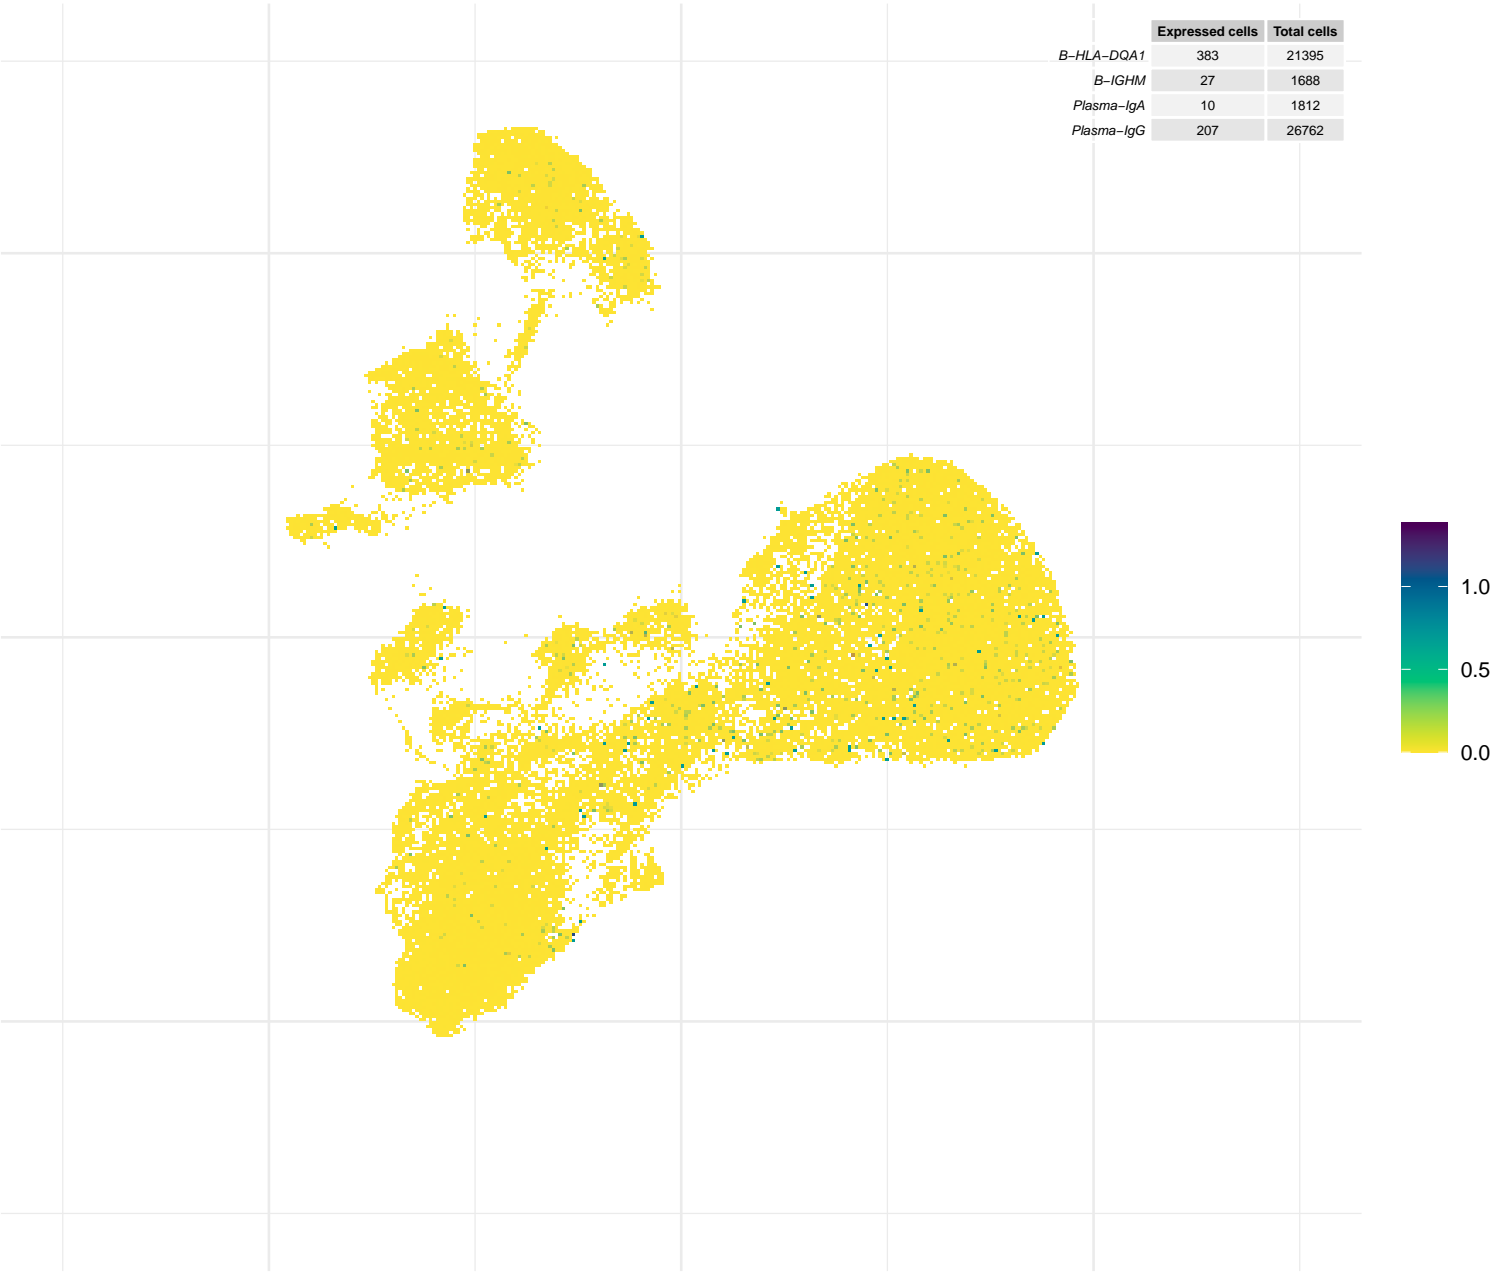 Expressed cells Total cells
B−HLA−DQA1 383 21395
B−IGHM 27 1688
Plasma−IgA 10 1812
Plasma−IgG 207 26762
1.0
0.5
0.0